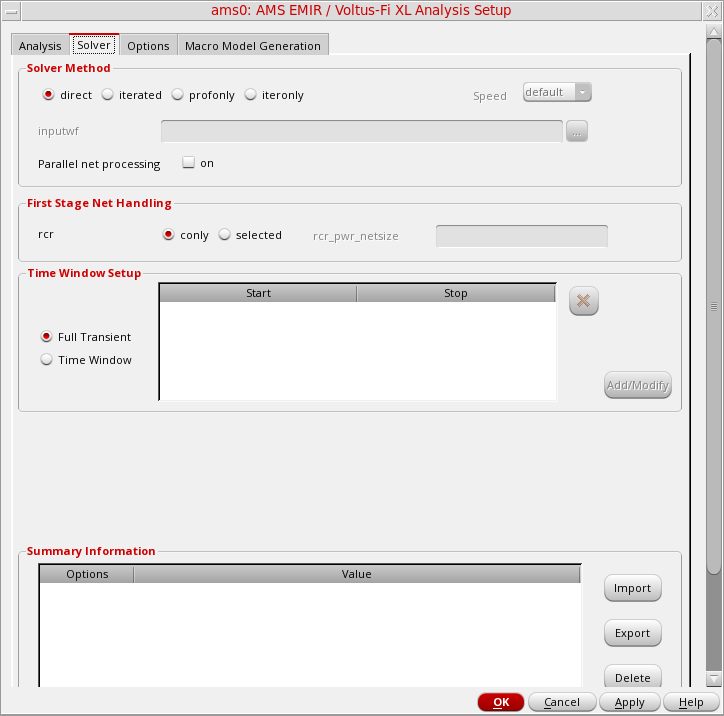 ams0: AMS EMIR / Voltus-Fi XL Analysis Setup
Analysis Solver Options Macro Model Generation
Solver Method
direct iterated profonly iteronly Speed default
inputwf ...
Parallel net processing on
First Stage Net Handling
rcr conly selected rcr_pwr_netsize
Time Window Setup
Start Stop
Full Transient
Time Window
Add/Modify
Summary Information
Options Value
Import
Export
Delete
OK Cancel Apply Help